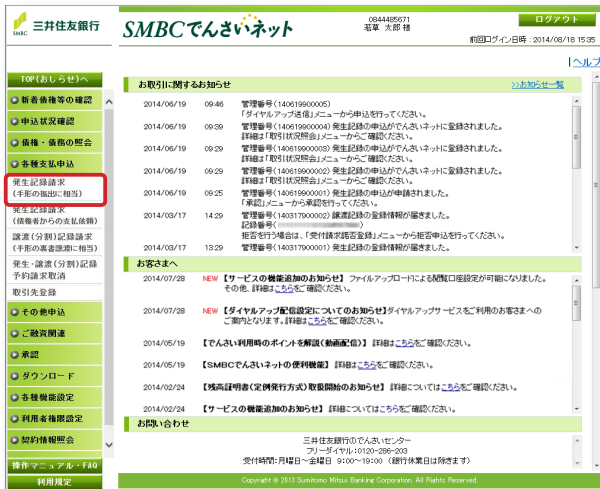 SMBC 三井住友銀行
SMBCでんさいネット
0844485671
若草 太郎 様
ログアウト
前回ログイン日時：2014/08/18 15:35
ヘルプ
TOP(おしらせ)へ
新着債権等の確認
申込状況確認
債権・債務の照会
各種支払申込
発生記録請求
(手形の振出に相当)
発生記録請求
(債権者からの支払依頼)
譲渡(分割)記録請求
(手形の裏書譲渡に相当)
発生・譲渡(分割)記録
予約請求取消
取引先登録
その他申込
ご融資関連
承認
ダウンロード
各種機能設定
利用者権限設定
契約情報照会
操作マニュアル・FAQ
利用規定
お取引に関するお知らせ
>>お知らせ一覧
2014/06/19 09:46 管理番号(140619900005)
「ダイヤルアップ送信」メニューから申込を行ってください。
2014/06/19 09:39 管理番号(140619900004) 発生記録の申込がでんさいネットに登録されました。
詳細は「取引状況照会」メニューからご確認ください。
2014/06/19 09:29 管理番号(140619900003) 発生記録の申込がでんさいネットに登録されました。
詳細は「取引状況照会」メニューからご確認ください。
2014/06/19 09:29 管理番号(140619900002) 発生記録の申込がでんさいネットに登録されました。
詳細は「取引状況照会」メニューからご確認ください。
2014/06/19 09:25 管理番号(140619900001) 発生記録の申込が申請されました。
「承認」メニューから承認を行ってください。
2014/03/17 14:29 管理番号(140317900002) 譲渡記録の登録情報が届きました。
記録番号(
)
拒否を行う場合は、「受付請求諾否登録」メニューから拒否申込を行ってください。
2014/03/17 13:29 管理番号(140317900001) 発生記録の登録情報が届きました。
お客さまへ
2014/07/28 NEW 【サービスの機能追加のお知らせ】 ファイルアップロードによる閲覧口座設定が可能になりました。
その他、詳細はこちらをご確認ください。
2014/07/28 NEW 【ダイヤルアップ配信設定についてのお知らせ】ダイヤルアップサービスをご利用のお客さまへの
ご案内となります。詳細はこちらをご確認ください。
2014/05/19 【でんさい利用時のポイントを解説(動画配信)】 詳細はこちらをご確認ください。
2014/05/19 【SMBCでんさいネットの便利機能】 詳細はこちらをご確認ください。
2014/02/24 【残高証明書(定例発行方式)取扱開始のお知らせ】 詳細についてはこちらをご確認ください。
2014/02/24 【サービスの機能追加のお知らせ】 詳細についてはこちらをご確認ください。
お問い合わせ
三井住友銀行のでんさいセンター
フリーダイヤル：0120-286-203
受付時間：月曜日～金曜日 9:00～19:00 (銀行休業日は除きます)
Copyright © 2013 Sumitomo Mitsui Banking Corporation. All Rights Reserved.